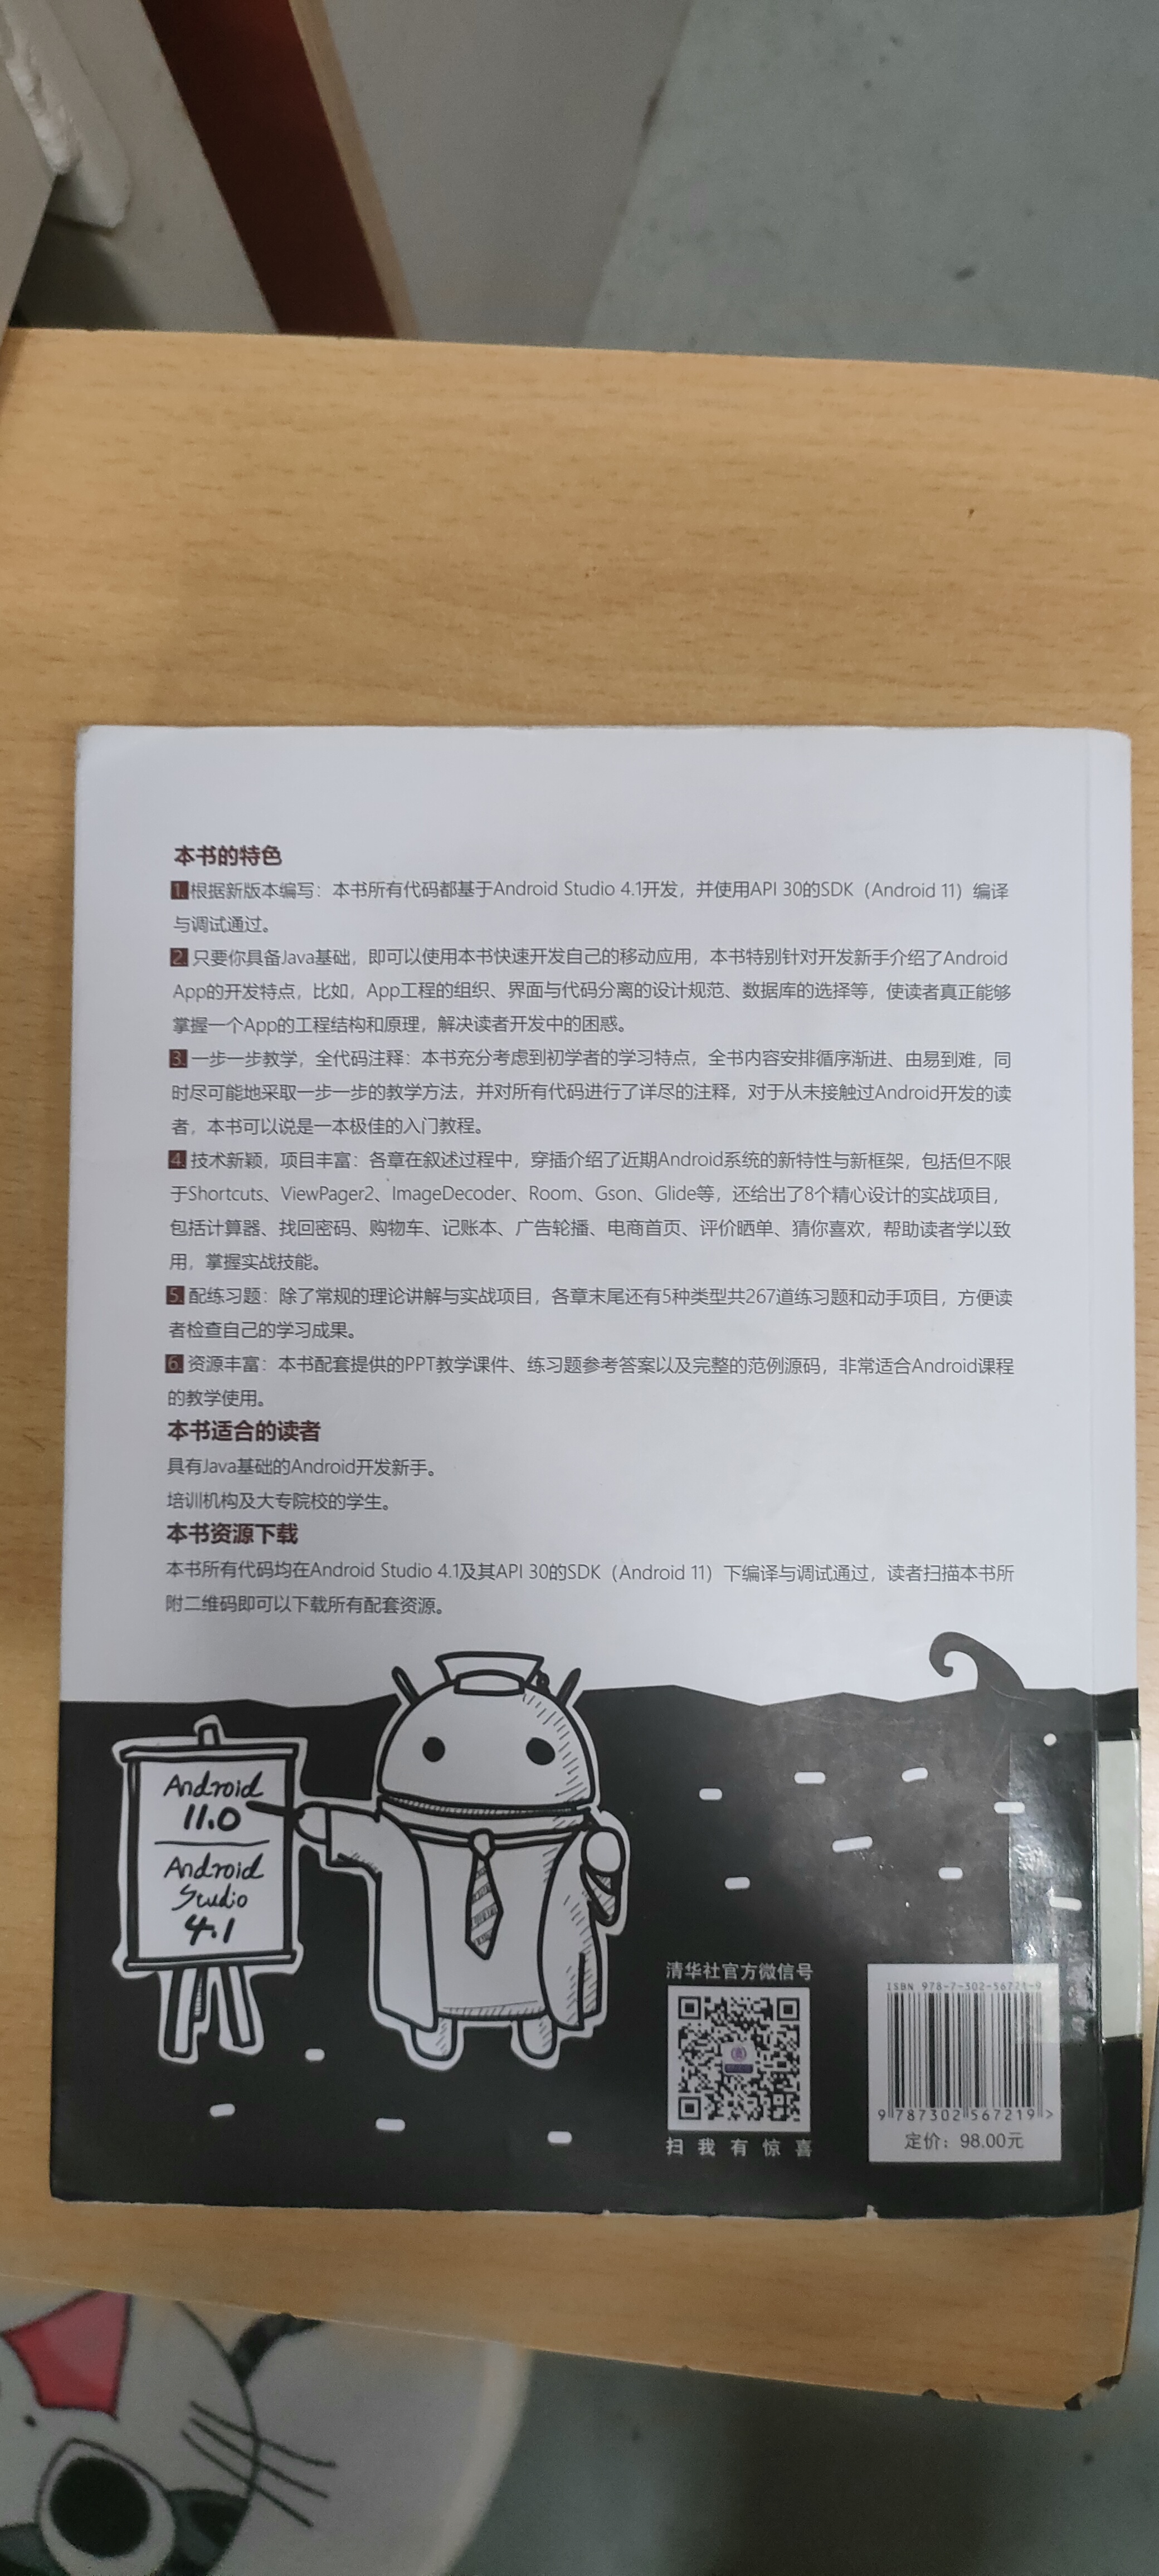 本书的特色
1.根据新版本编写：本书所有代码都基于Android Studio 4.1开发，并使用API 30的SDK（Android 11）编译
与调试通过。
2.只要你具备Java基础，即可以使用本书快速开发自己的移动应用，本书特别针对开发新手介绍了Android
App的开发特点，比如，App工程的组织、界面与代码分离的设计规范、数据库的选择等，使读者真正能够
掌握一个App的工程结构和原理，解决读者开发中的困惑。
3.一步一步教学，全代码注释：本书充分考虑到初学者的学习特点，全书内容安排循序渐进、由易到难，同
时尽可能地采取一步一步的教学方法，并对所有代码进行了详尽的注释，对于从未接触过Android开发的读
者，本书可以说是一本极佳的入门教程。
4.技术新颖，项目丰富：各章在叙述过程中，穿插介绍了近期Android系统的新特性与新框架，包括但不限
于Shortcuts、ViewPager2、ImageDecoder、Room、Gson、Glide等，还给出了8个精心设计的实战项目，
包括计算器、找回密码、购物车、记账本、广告轮播、电商首页、评价晒单、猜你喜欢，帮助读者学以致
用，掌握实战技能。
5.配练习题：除了常规的理论讲解与实战项目，各章末尾还有5种类型共267道练习题和动手项目，方便读
者检查自己的学习成果。
6.资源丰富：本书配套提供的PPT教学课件、练习题参考答案以及完整的范例源码，非常适合Android课程
的教学使用。
本书适合的读者
具有Java基础的Android开发新手。
培训机构及大专院校的学生。
本书资源下载
本书所有代码均在Android Studio 4.1及其API 30的SDK（Android 11）下编译与调试通过，读者扫描本书所
附二维码即可以下载所有配套资源。
Android
11.0
Android
Studio
4.1
清华社官方微信号
扫我有惊喜
ISBN 978-7-302-56721-9
9 787302 567219 >
定价：98.00元